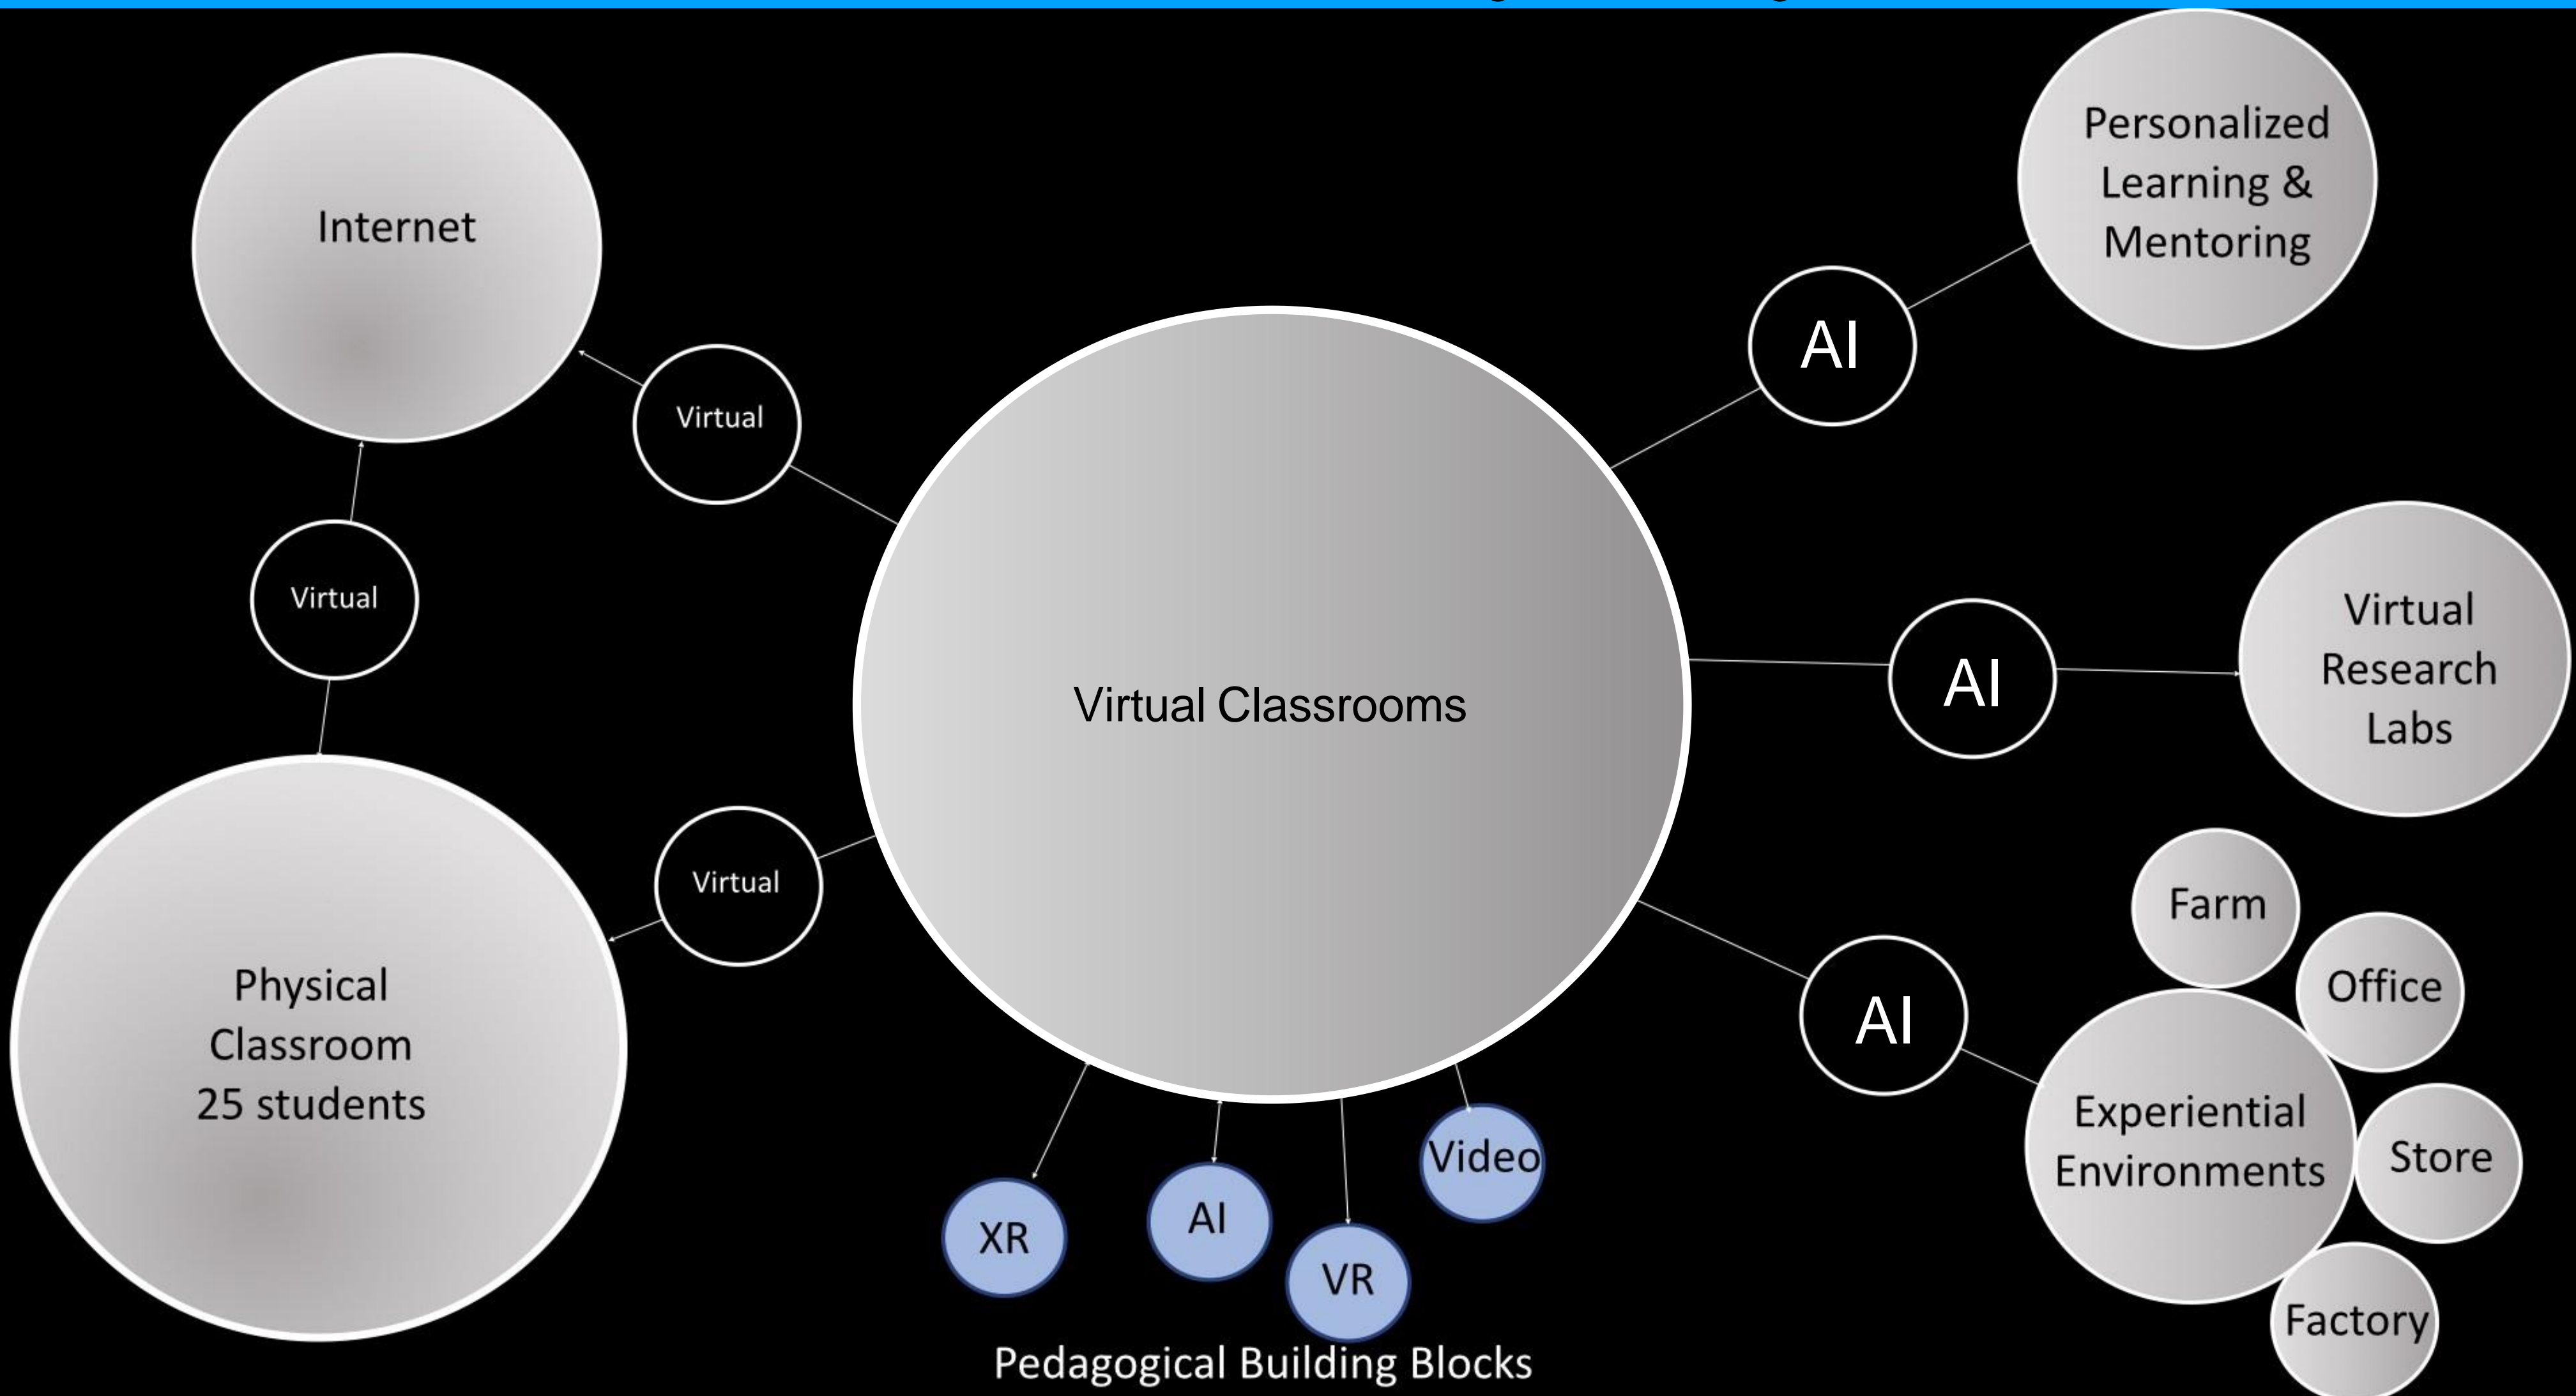 Internet
Virtual
Virtual
Virtual
Physical
Classroom
25 students
Virtual Classrooms
AI
Personalized
Learning &
Mentoring
AI
Virtual
Research
Labs
AI
Experiential
Environments
Farm
Office
Store
Factory
XR
AI
VR
Video
Pedagogical Building Blocks